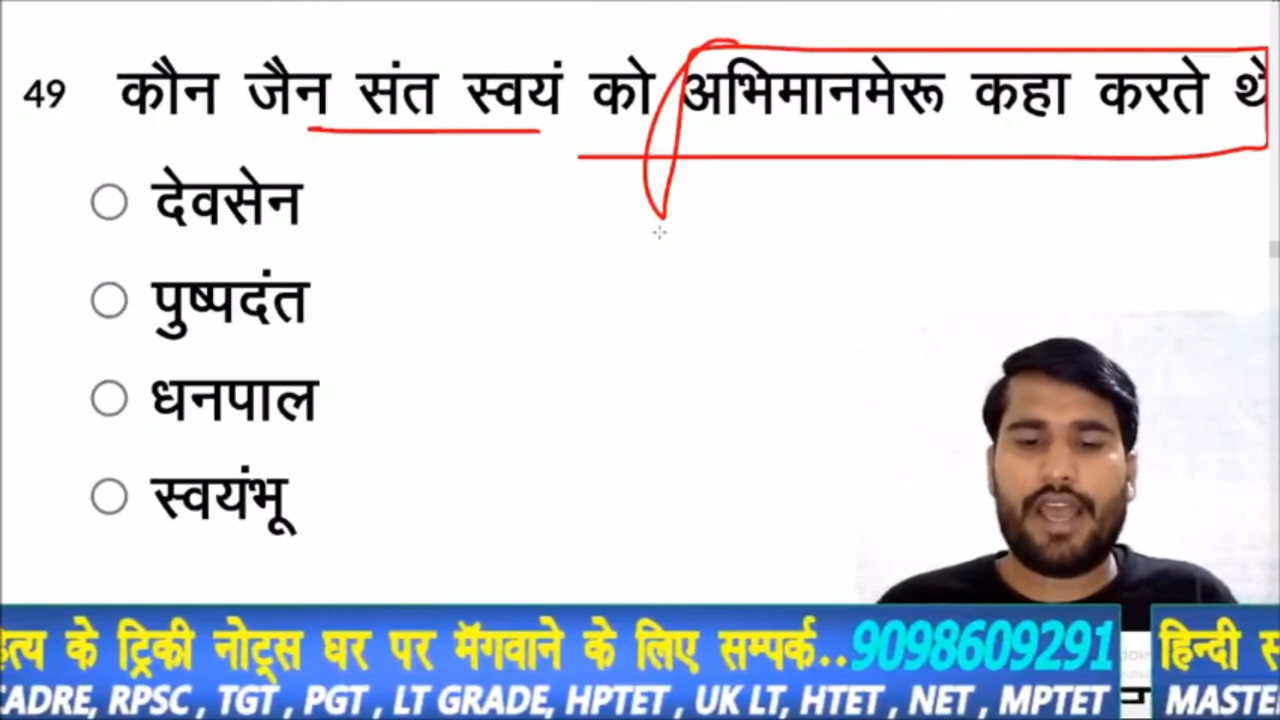 49 कौन जैन संत स्वयं को अभिमानमेरू कहा करते थे
देवसेन
पुष्पदंत
धनपाल
स्वयंभू
के ट्रिकी नोट्स घर पर मॅगवाने के लिए सम्पर्क..9098609291 हिन्दी
CADRE, RPSC , TGT , PGT , LT GRADE, HPTET , UK LT, HTET , NET , MPTET MASTE